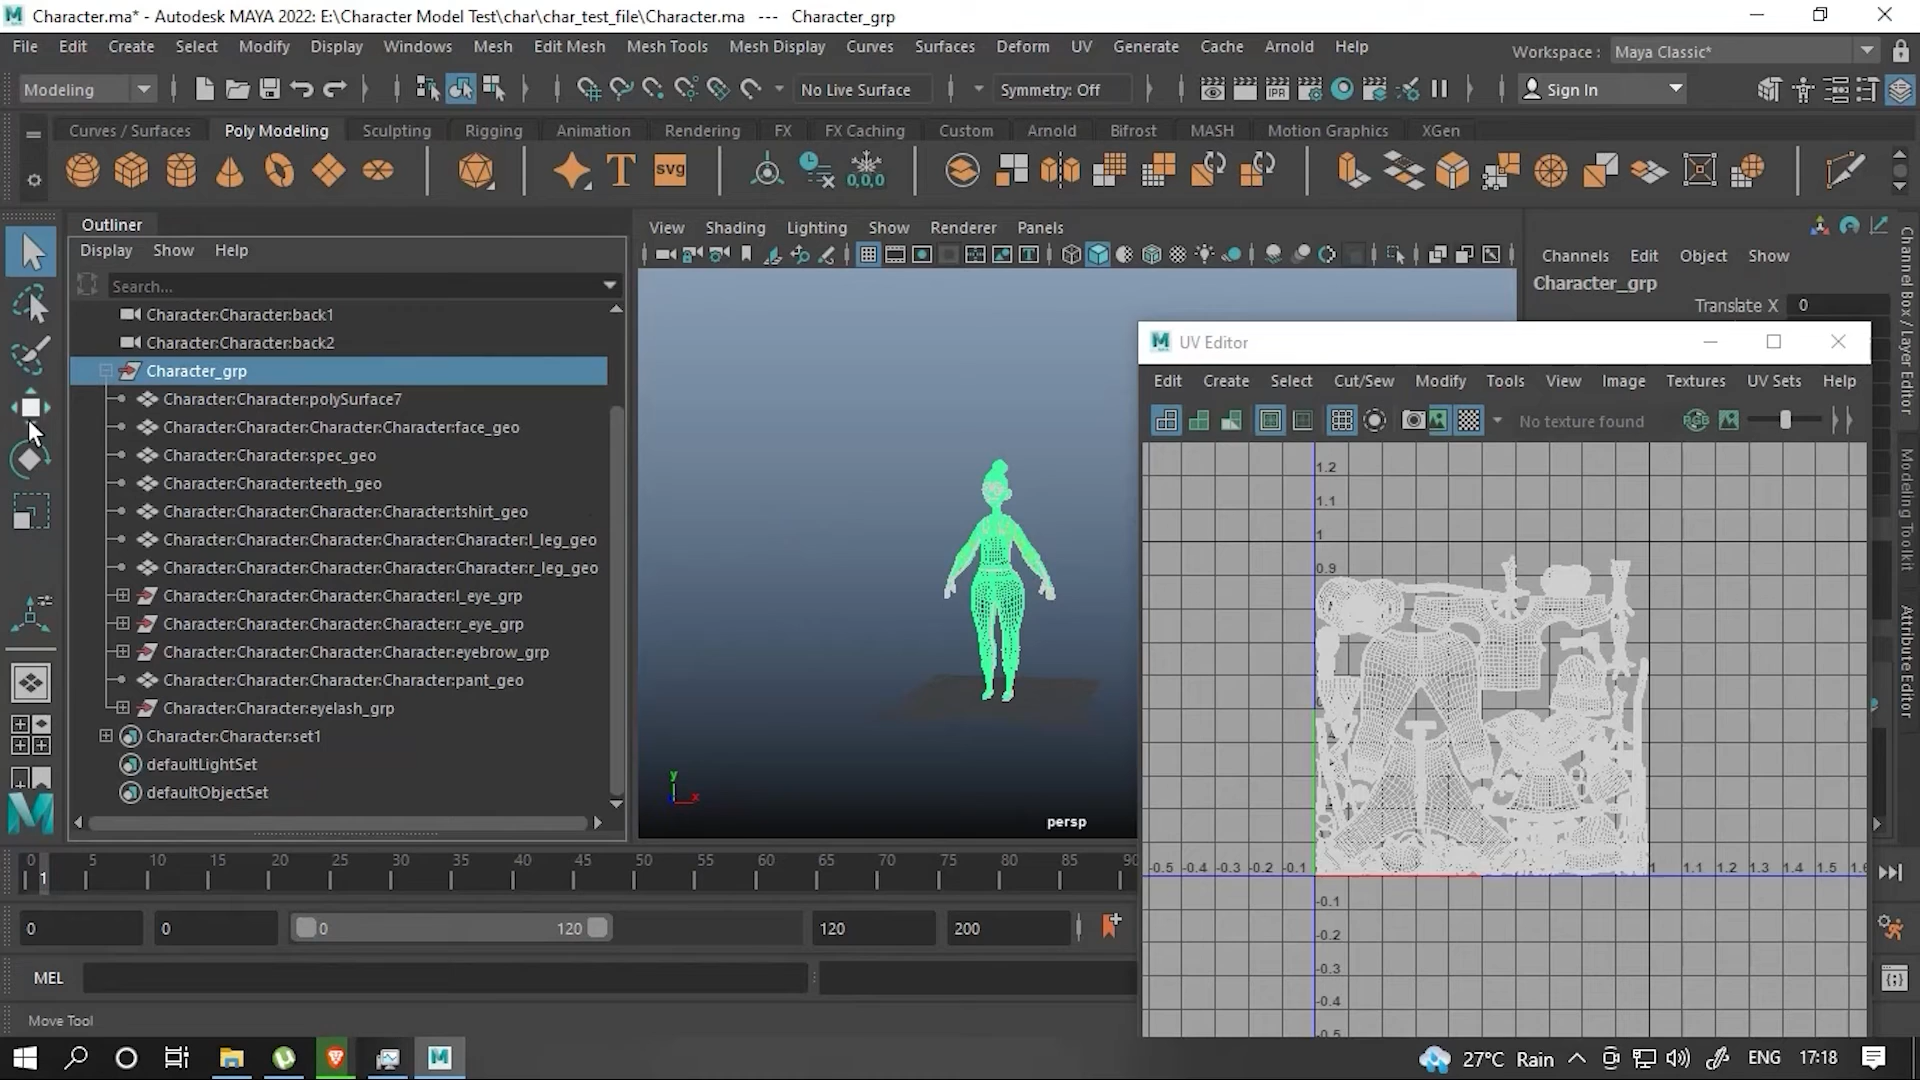 Character.ma* - Autodesk MAYA 2022: E:\Character Model Test\char\char_test_file\Character.ma --- Character_grp
File Edit Create Select Modify Display Windows Mesh Edit Mesh Mesh Tools Mesh Display Curves Surfaces Deform UV Generate Cache Arnold Help
Workspace : Maya Classic*
Modeling No Live Surface Symmetry: Off IPR Sign In
Curves / Surfaces Poly Modeling Sculpting Rigging Animation Rendering FX FX Caching Custom Arnold Bifrost MASH Motion Graphics XGen
T SVG 0,0,0
Outliner
Display Show Help
Search...
Character:Character:back1
Character:Character:back2
Character_grp
Character:Character:polySurface7
Character:Character:Character:Character:face_geo
Character:Character:spec_geo
Character:Character:teeth_geo
Character:Character:Character:Character:tshirt_geo
Character:Character:Character:Character:Character:l_leg_geo
Character:Character:Character:Character:Character:r_leg_geo
Character:Character:Character:Character:l_eye_grp
Character:Character:Character:Character:r_eye_grp
Character:Character:Character:Character:eyebrow_grp
Character:Character:Character:Character:pant_geo
Character:Character:eyelash_grp
Character:Character:set1
defaultLightSet
defaultObjectSet
View Shading Lighting Show Renderer Panels
y
x
persp
Channels Edit Object Show
Character_grp
Translate X 0
Channel Box / Layer Editor
Modeling Toolkit
Attribute Editor
UV Editor
Edit Create Select Cut/Sew Modify Tools View Image Textures UV Sets Help
No texture found RGB
1.2
1.1
1
0.9
-0.5 -0.4 -0.3 -0.2 -0.1 1 1.1 1.2 1.3 1.4 1.5
-0.1
-0.2
-0.3
-0.4
-0.5
0 5 10 15 20 25 30 35 40 45 50 55 60 65 70 75 80 85 90
1
0 0 0 120 120 200
MEL
Move Tool
27°C Rain ENG 17:18